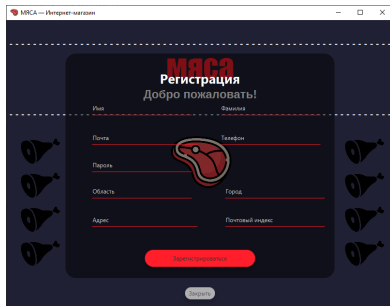 МЯСА — Интернет-магазин
МЯСА
Регистрация
Добро пожаловать!
Имя
Фамилия
Почта
Телефон
Пароль
Область
Город
Адрес
Почтовый индекс
Зарегистрироваться
Закрыть